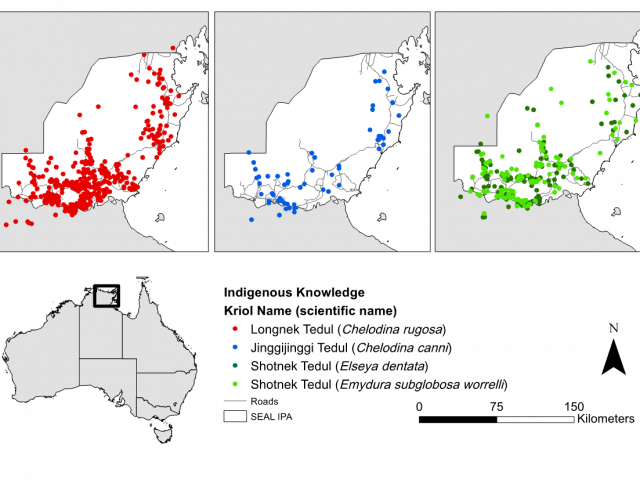 Indigenous Knowledge
Kriol Name (scientific name)
Longnek Tedul (Chelodina rugosa)
Jinggijinggi Tedul (Chelodina canni)
Shotnek Tedul (Elseya dentata)
Shotnek Tedul (Emydura subglobosa worrelli)
Roads
SEAL IPA
N
0 75 150
Kilometers